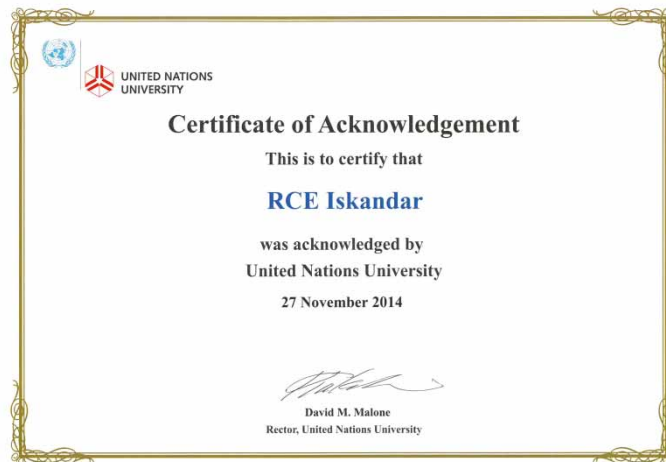 UNITED NATIONS
UNIVERSITY
Certificate of Acknowledgement
This is to certify that
RCE Iskandar
was acknowledged by
United Nations University
27 November 2014
David M. Malone
Rector, United Nations University